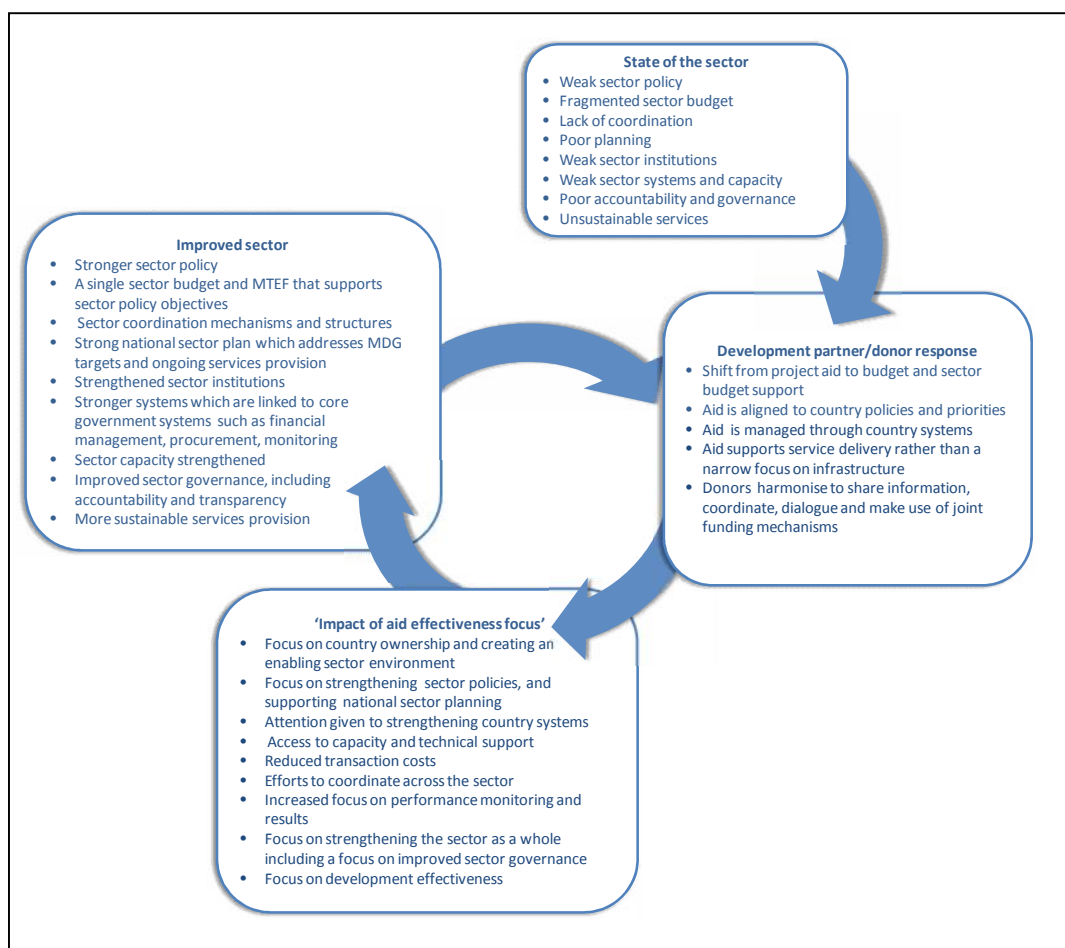 State of the sector
• Weak sector policy
• Fragmented sector budget
• Lack of coordination
• Poor planning
• Weak sector institutions
• Weak sector systems and capacity
• Poor accountability and governance
• Unsustainable services
Development partner/donor response
• Shift from project aid to budget and sector
budget support
• Aid is aligned to country policies and priorities
• Aid is managed through country systems
• Aid supports service delivery rather than a
narrow focus on infrastructure
• Donors harmonise to share information,
coordinate, dialogue and make use of joint
funding mechanisms
‘Impact of aid effectiveness focus’
• Focus on country ownership and creating an
enabling sector environment
• Focus on strengthening sector policies, and
supporting national sector planning
• Attention given to strengthening country systems
• Access to capacity and technical support
• Reduced transaction costs
• Efforts to coordinate across the sector
• Increased focus on performance monitoring and
results
• Focus on strengthening the sector as a whole
including a focus on improved sector governance
• Focus on development effectiveness
Improved sector
• Stronger sector policy
• A single sector budget and MTEF that supports
sector policy objectives
• Sector coordination mechanisms and structures
• Strong national sector plan which addresses MDG
targets and ongoing services provision
• Strengthened sector institutions
• Stronger systems which are linked to core
government systems such as financial
management, procurement, monitoring
• Sector capacity strengthened
• Improved sector governance, including
accountability and transparency
• More sustainable services provision